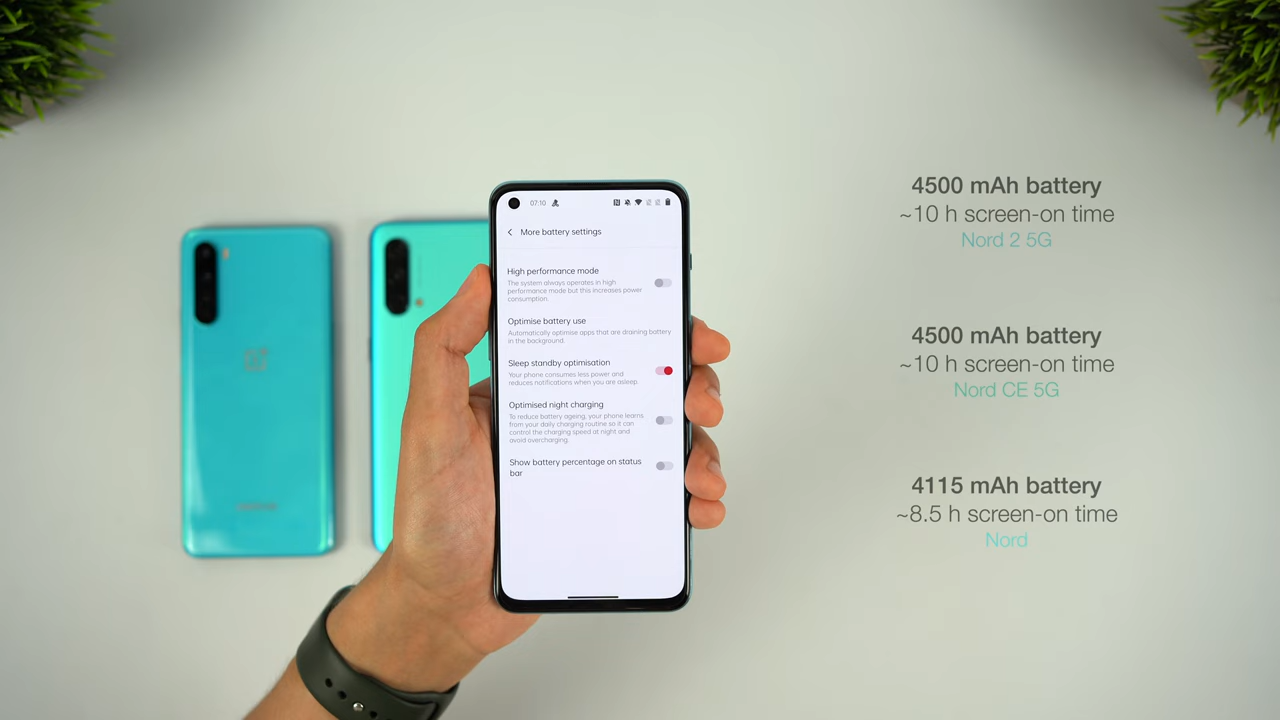 07:10
More battery settings
High performance mode
The system always operates in high
performance mode but this increases power
consumption.
Optimise battery use
Automatically optimise apps that are draining battery
in the background.
Sleep standby optimisation
Your phone consumes less power and
reduces notifications when you are asleep.
Optimised night charging
To reduce battery ageing, your phone learns
from your daily charging routine so it can
control the charging speed at night and
avoid overcharging.
Show battery percentage on status
bar
4500 mAh battery
~10 h screen-on time
Nord 2 5G
4500 mAh battery
~10 h screen-on time
Nord CE 5G
4115 mAh battery
~8.5 h screen-on time
Nord